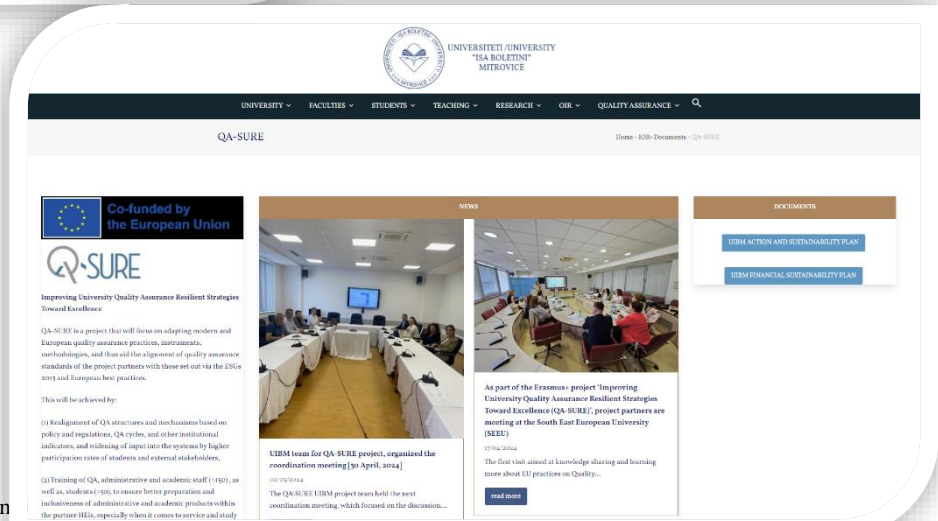 UNIVERSITETI /UNIVERSITY
"ISA BOLETINI"
MITROVICË
UNIVERSITY FACULTIES STUDENTS TEACHING RESEARCH OIR QUALITY ASSURANCE
QA-SURE
Home - IOR- Documents - QA-SURE
Co-funded by
the European Union
Q-SURE
Improving University Quality Assurance Resilient Strategies
Toward Excellence
QA-SURE is a project that will focus on adapting modern and
European quality assurance practices, instruments,
methodologies, and thus aid the alignment of quality assurance
standards of the project partners with those set out via the ESGs
2015 and European best practices.
This will be achieved by:
(1) Realignment of QA structures and mechanisms based on
policy and regulations, QA cycles, and other institutional
indicators, and widening of input into the systems by higher
participation rates of students and external stakeholders,
(2) Training of QA, administrative and academic staff (>150), as
well as, students (>50), to ensure better preparation and
inclusiveness of administrative and academic products within
the partner HEIs, especially when it comes to service and study
NEWS
UIBM team for QA-SURE project, organized the
coordination meeting [30 April, 2024]
02/05/2024
The QA-SURE UIBM project team held the next
coordination meeting, which focused on the discussion...
As part of the Erasmus+ project 'Improving
University Quality Assurance Resilient Strategies
Toward Excellence (QA-SURE)', project partners are
meeting at the South East European University
(SEEU)
17/04/2024
The first visit aimed at knowledge sharing and learning
more about EU practices on Quality...
read more
DOCUMENTS
UIBM ACTION AND SUSTAINABILITY PLAN
UIBM FINANCIAL SUSTAINABILITY PLAN